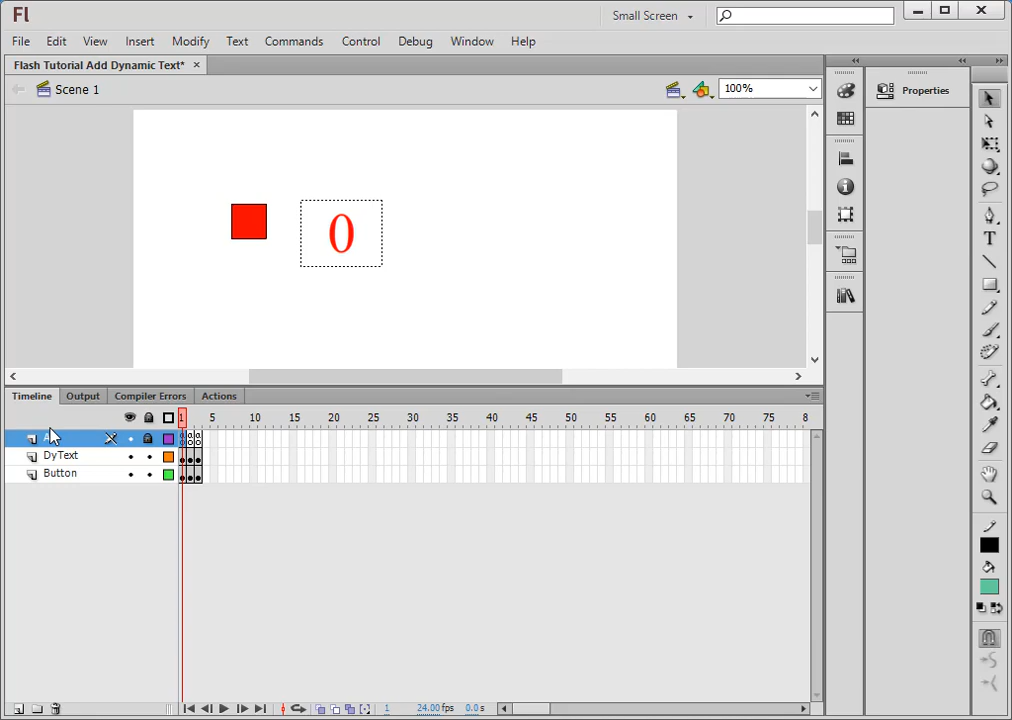 Fl
Small Screen
File Edit View Insert Modify Text Commands Control Debug Window Help
Flash Tutorial Add Dynamic Text* ×
Scene 1
100%
Properties
0
Timeline Output Compiler Errors Actions
1 5 10 15 20 25 30 35 40 45 50 55 60 65 70 75 8
DyText
Button
1 24.00 fps 0.0 s